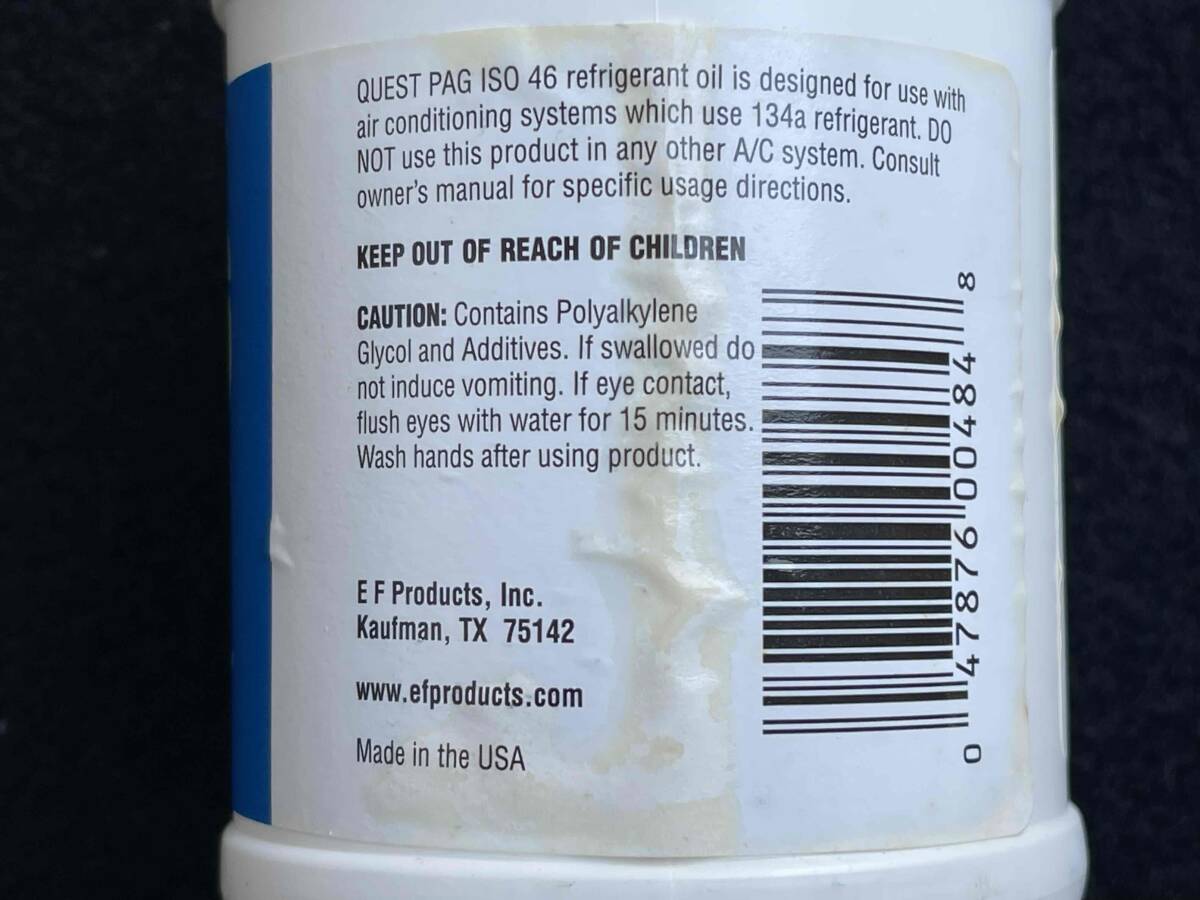 QUEST PAG ISO 46 refrigerant oil is designed for use with
air conditioning systems which use 134a refrigerant. DO
NOT use this product in any other A/C system. Consult
owner's manual for specific usage directions.
KEEP OUT OF REACH OF CHILDREN
CAUTION: Contains Polyalkylene
Glycol and Additives. If swallowed do
not induce vomiting. If eye contact,
flush eyes with water for 15 minutes.
Wash hands after using product.
E F Products, Inc.
Kaufman, TX 75142
www.efproducts.com
Made in the USA
0 47876 00484 8